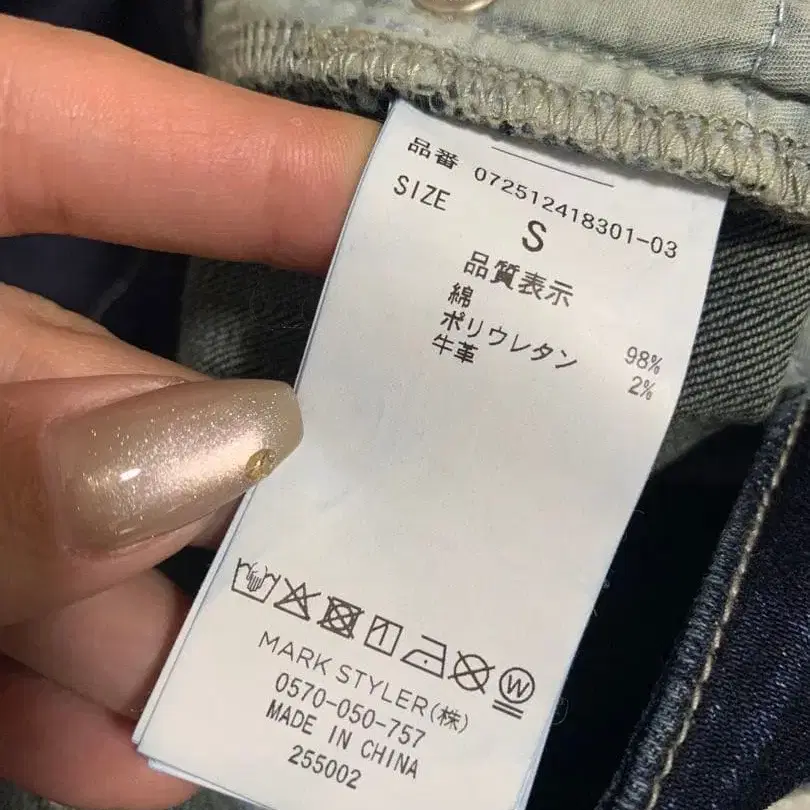 品番 072512418301-03
SIZE S
品質表示
綿 98%
ポリウレタン 2%
牛革
W
MARK STYLER(株)
0570-050-757
MADE IN CHINA
255002